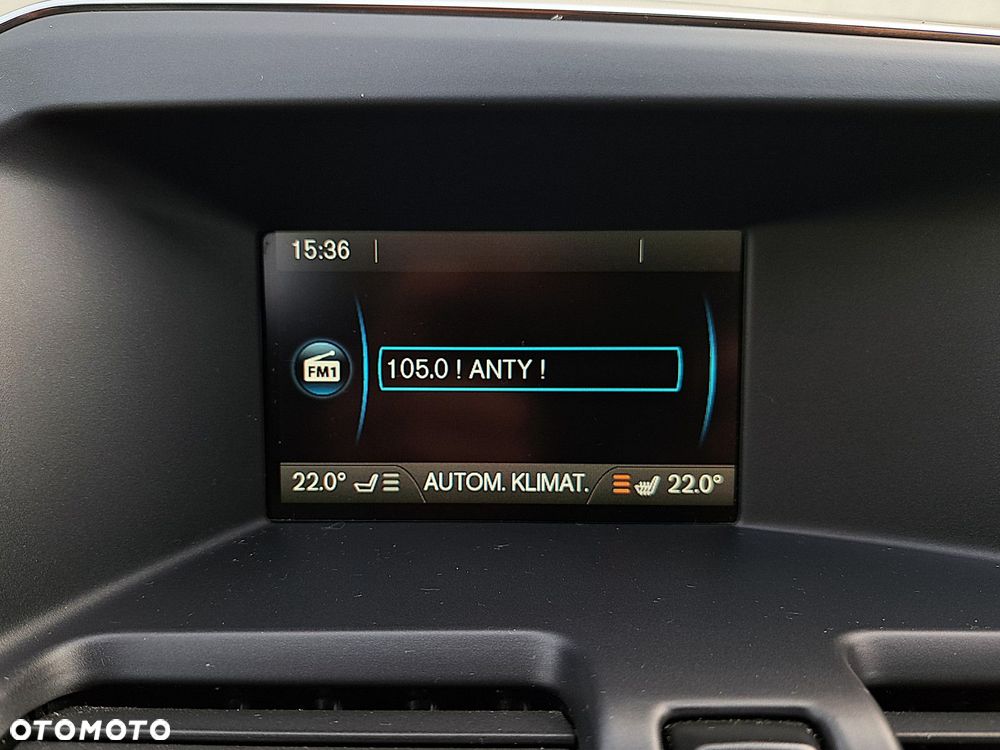 15:36
FM1
105.0 ! ANTY !
22.0° AUTOM. KLIMAT. 22.0°
OTOMOTO